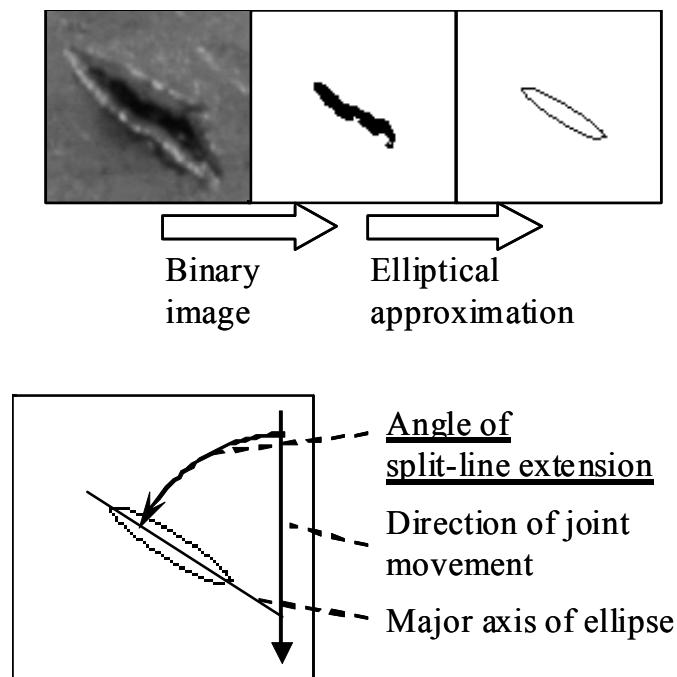 Binary
image
Elliptical
approximation
Angle of
split-line extension
Direction of joint
movement
Major axis of ellipse